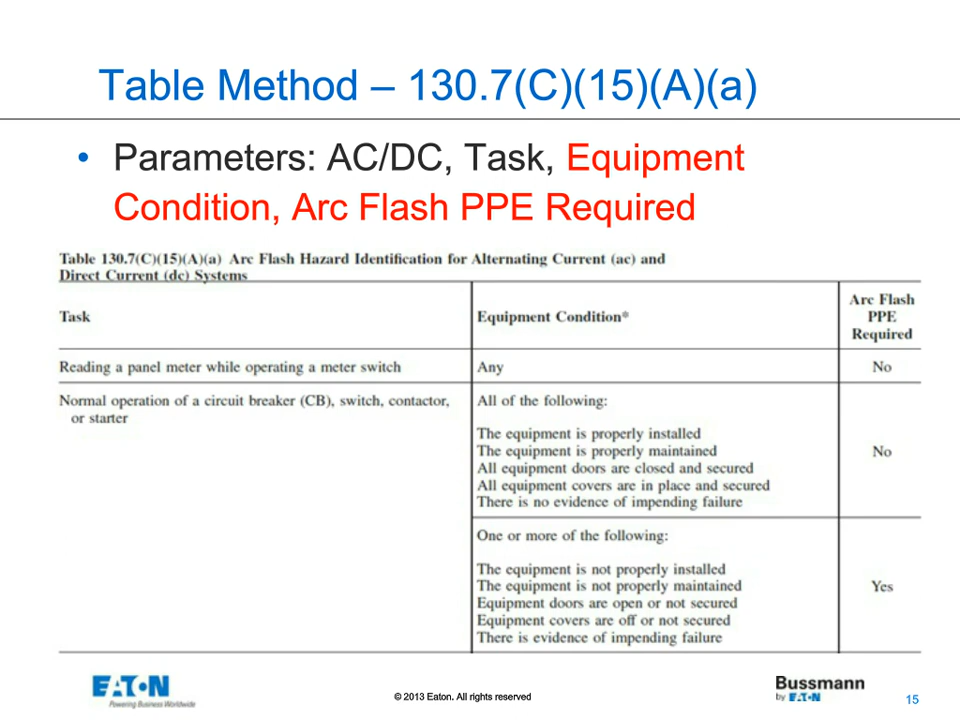 Table Method – 130.7(C)(15)(A)(a)
• Parameters: AC/DC, Task, Equipment
Condition, Arc Flash PPE Required
Table 130.7(C)(15)(A)(a) Arc Flash Hazard Identification for Alternating Current (ac) and
Direct Current (dc) Systems
Task
Equipment Condition*
Arc Flash
PPE
Required
Reading a panel meter while operating a meter switch
Any
No
Normal operation of a circuit breaker (CB), switch, contactor,
or starter
All of the following:
The equipment is properly installed
The equipment is properly maintained
All equipment doors are closed and secured
All equipment covers are in place and secured
There is no evidence of impending failure
No
One or more of the following:
The equipment is not properly installed
The equipment is not properly maintained
Equipment doors are open or not secured
Equipment covers are off or not secured
There is evidence of impending failure
Yes
EATON
Powering Business Worldwide
© 2013 Eaton. All rights reserved
Bussmann
by EATON
15